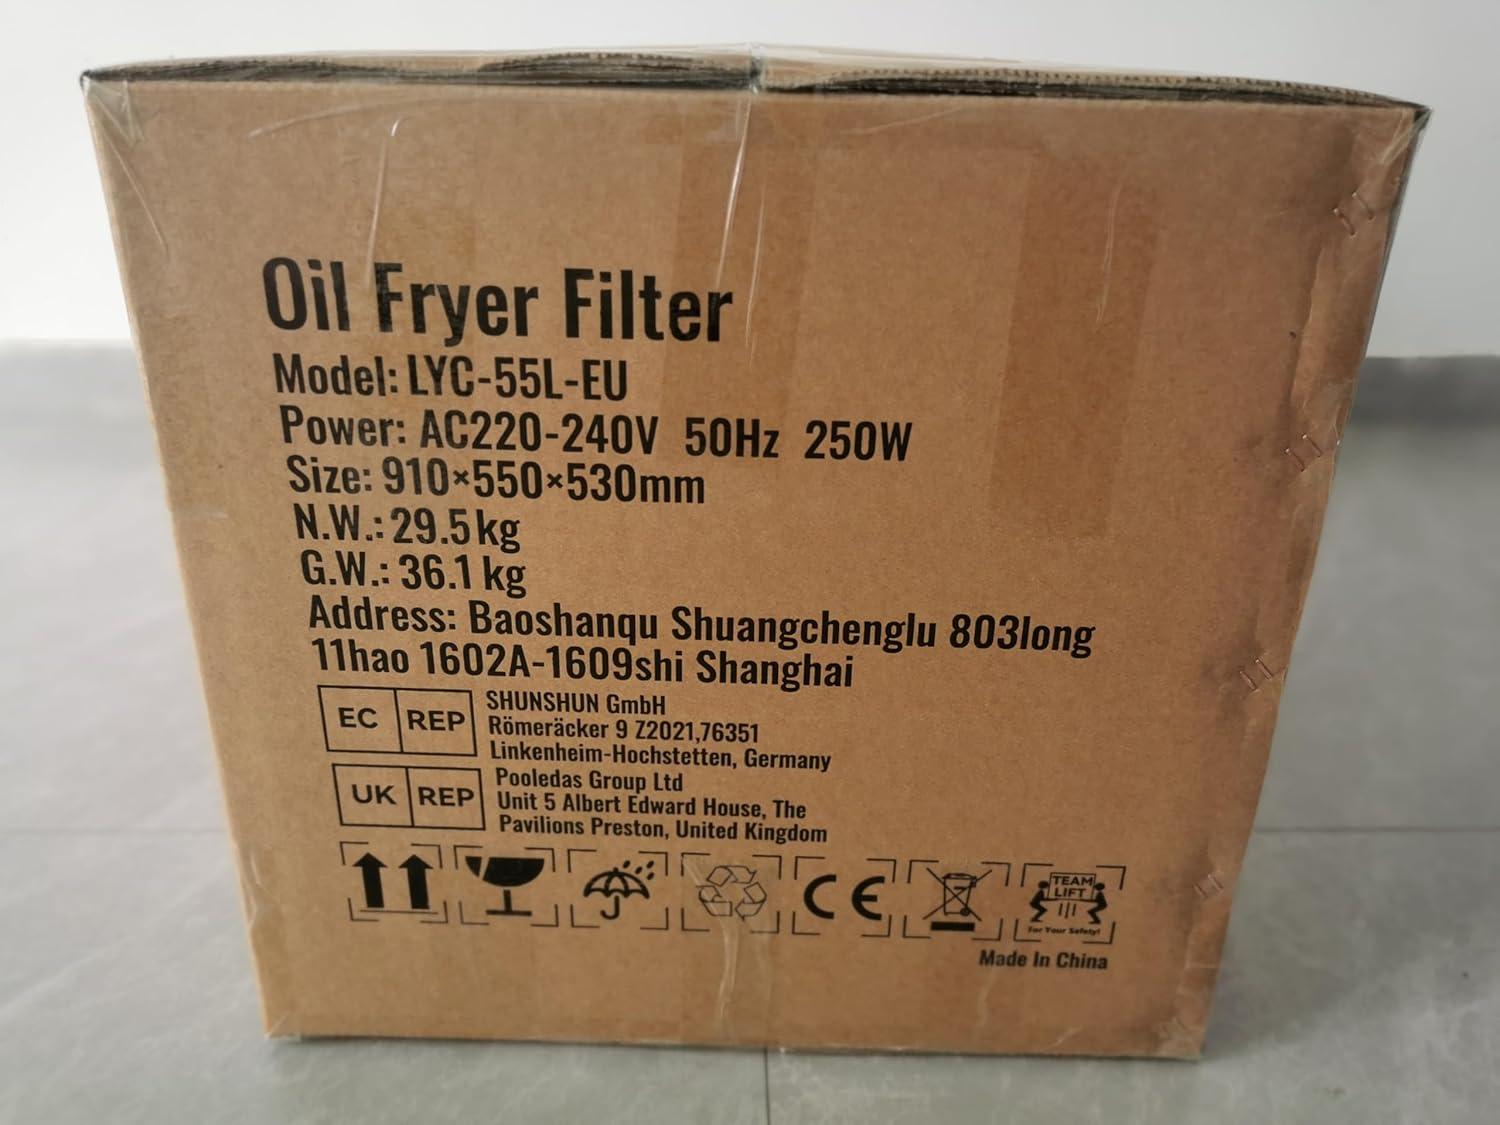 Oil Fryer Filter
Model: LYC-55L-EU
Power: AC220-240V 50Hz 250W
Size: 910×550×530mm
N.W.: 29.5kg
G.W.: 36.1 kg
Address: Baoshanqu Shuangchenglu 803long
11hao 1602A-1609shi Shanghai
EC REP
SHUNSHUN GmbH
Römeräcker 9 Z2021,76351
Linkenheim-Hochstetten, Germany
UK REP
Pooledas Group Ltd
Unit 5 Albert Edward House, The
Pavilions Preston, United Kingdom
CE
TEAM
LIFT
For Your Safety!
Made In China